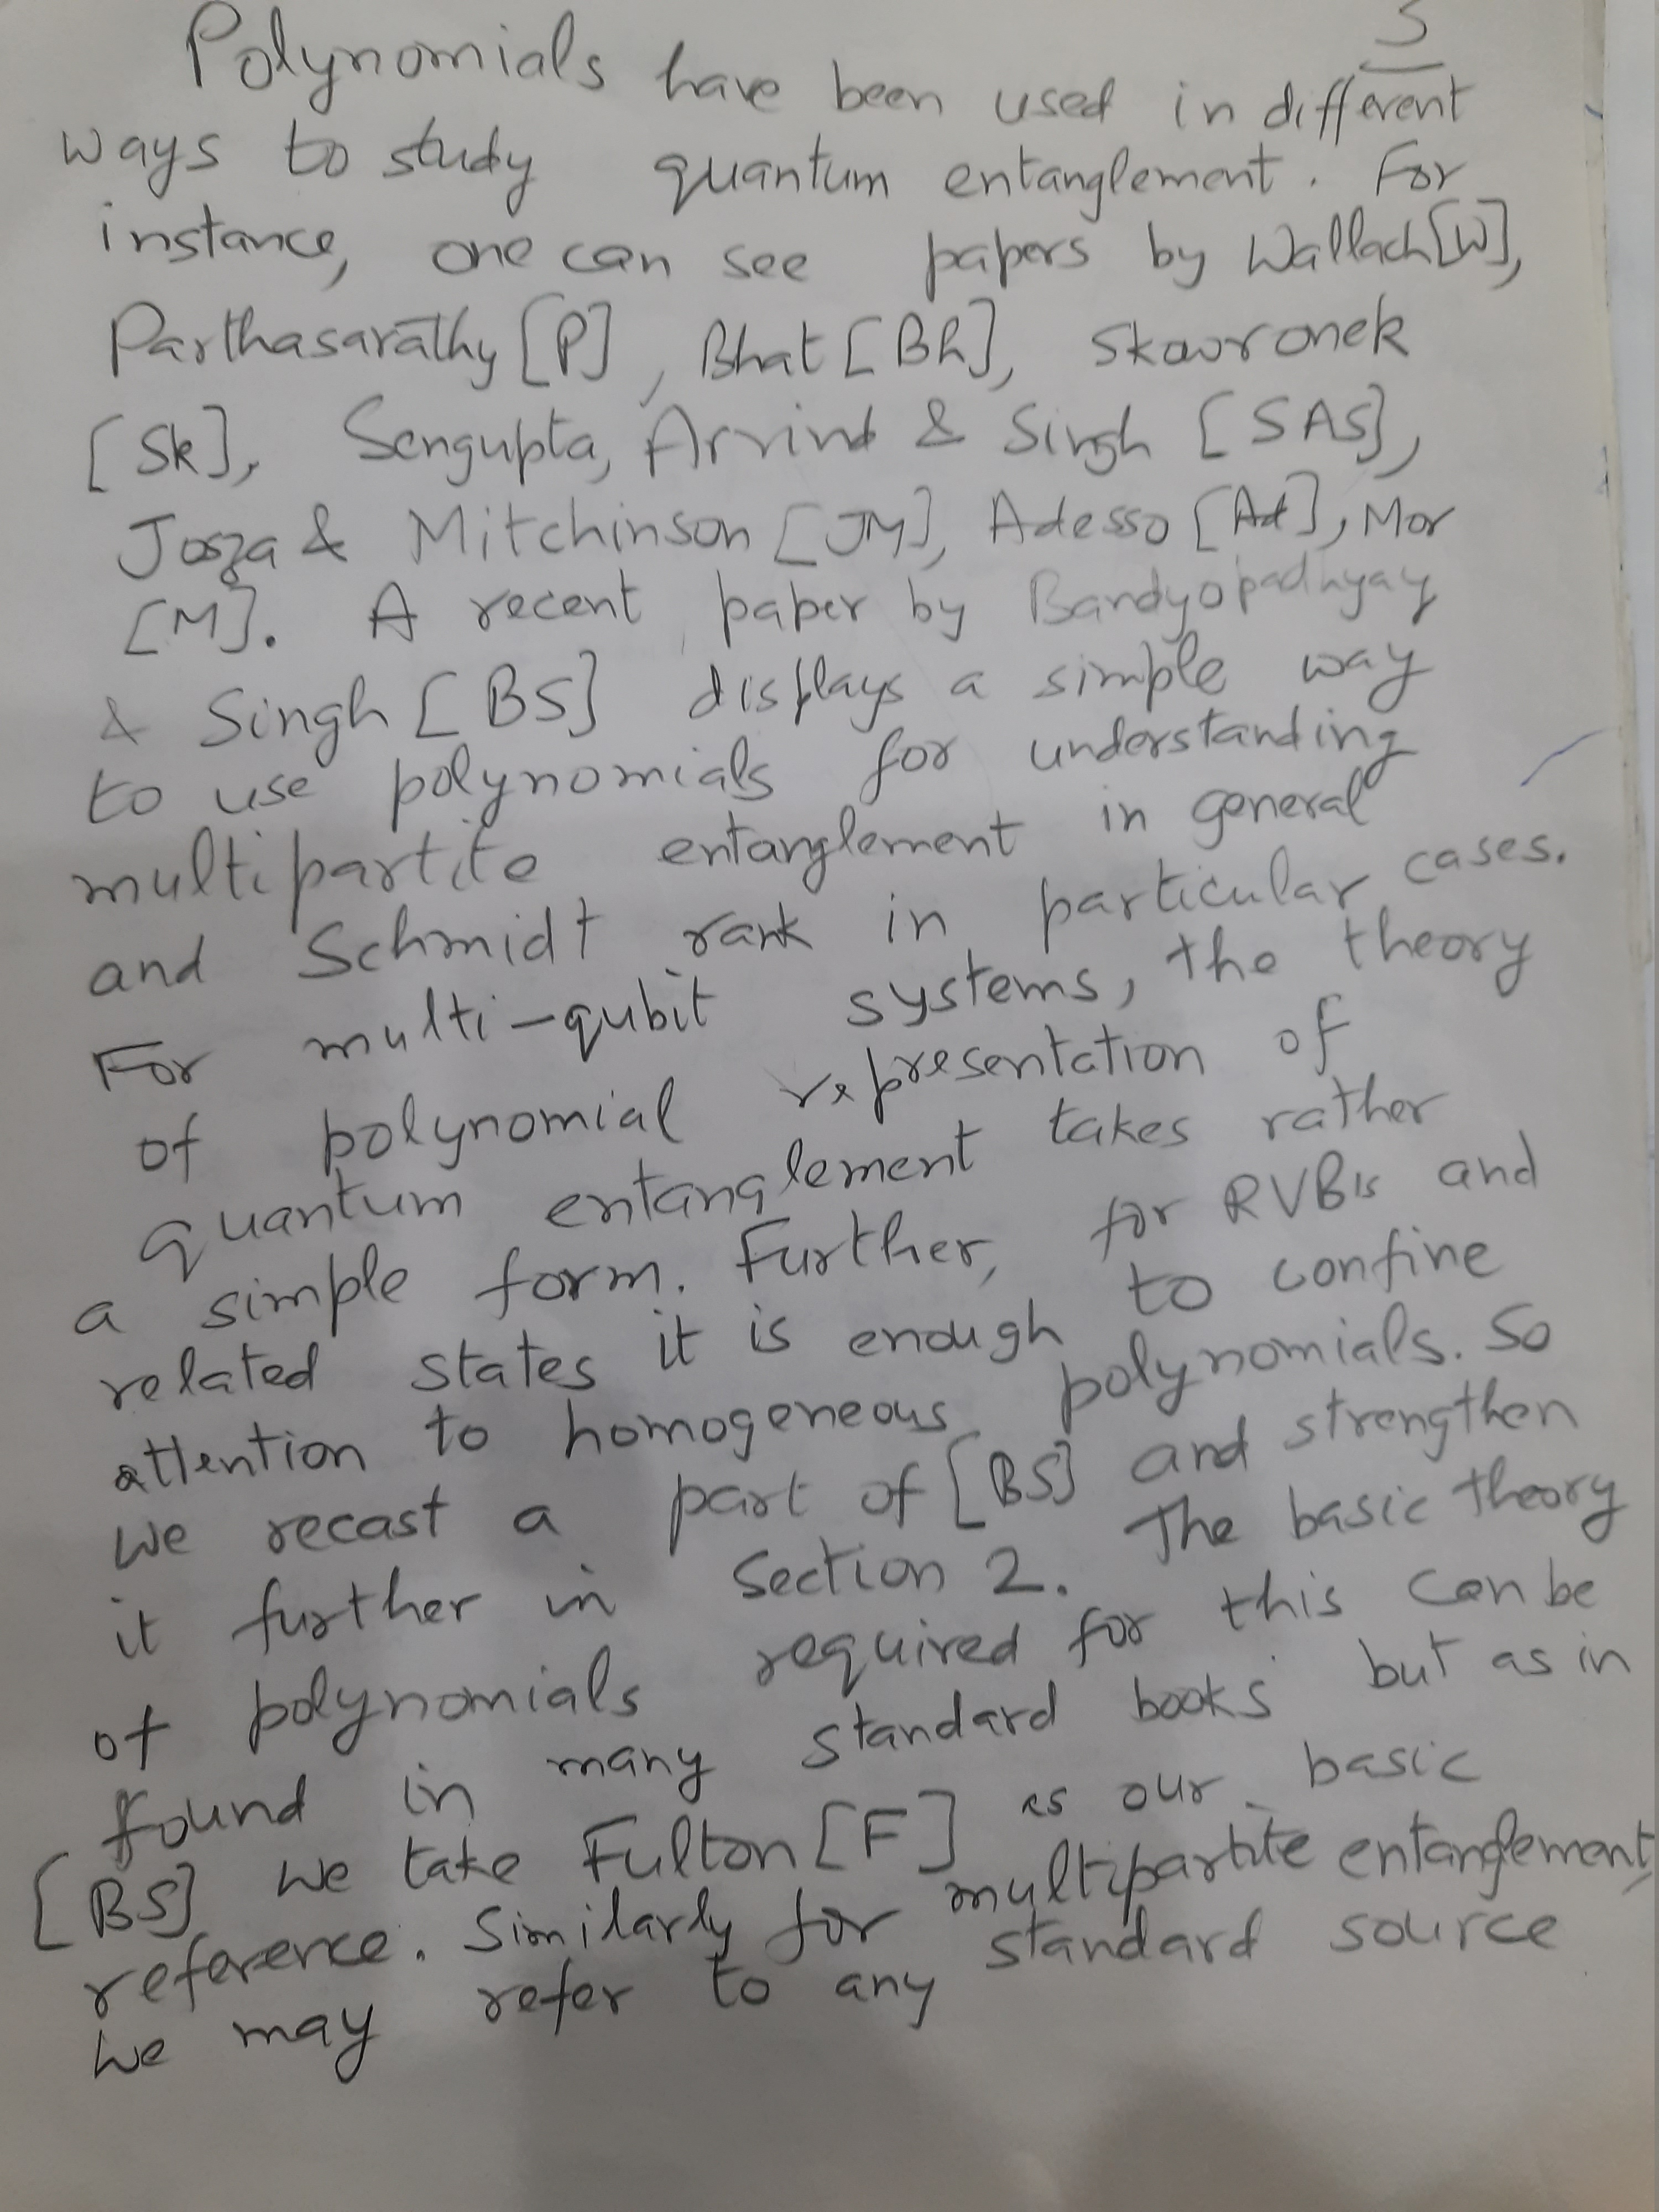 5
Polynomials have been used in different
ways to study quantum entanglement. For
instance, one can see papers by Wallach [W],
Parthasarathy [P], Bhat [Bh], Skowronek
[Sk], Sengupta, Arvind & Singh [SAS],
Josza & Mitchinson [JM], Adesso [Ad], Mor
[M]. A recent paper by Bandyopadhyay
& Singh [BS] displays a simple way
to use polynomials for understanding
multipartite entanglement in general
and Schmidt rank in particular cases.
For multi-qubit systems, the theory
of polynomial representation of
quantum entanglement takes rather
a simple form. Further, for RVB's and
related states it is enough to confine
attention to homogeneous polynomials. So
we recast a part of [BS] and strengthen
it further in Section 2. The basic theory
of polynomials required for this can be
found in many standard books but as in
[BS] we take Fulton [F] as our basic
reference. Similarly for multipartite entanglement,
we may refer to any standard source